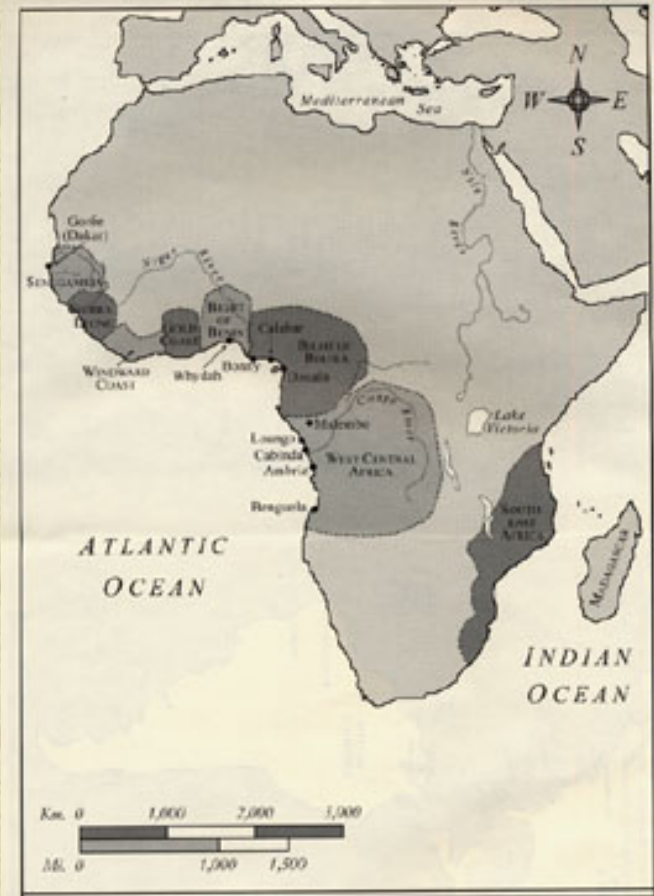 N
W E
S
Mediterranean
Sea
Nile
River
Gorée
(Dakar)
SENEGAMBIA
SIERRA
LEONE
Niger
River
WINDWARD
COAST
GOLD
COAST
BIGHT
OF
BENIN
Whydah
Bonny
Calabar
BIGHT OF
BIAFRA
Douala
Congo
River
Malembo
Loango
Cabinda
Ambriz
Benguela
WEST CENTRAL
AFRICA
Lake
Victoria
SOUTH
EAST
AFRICA
MADAGASCAR
ATLANTIC
OCEAN
INDIAN
OCEAN
Km. 0 1,000 2,000 3,000
Mi. 0 1,000 1,500